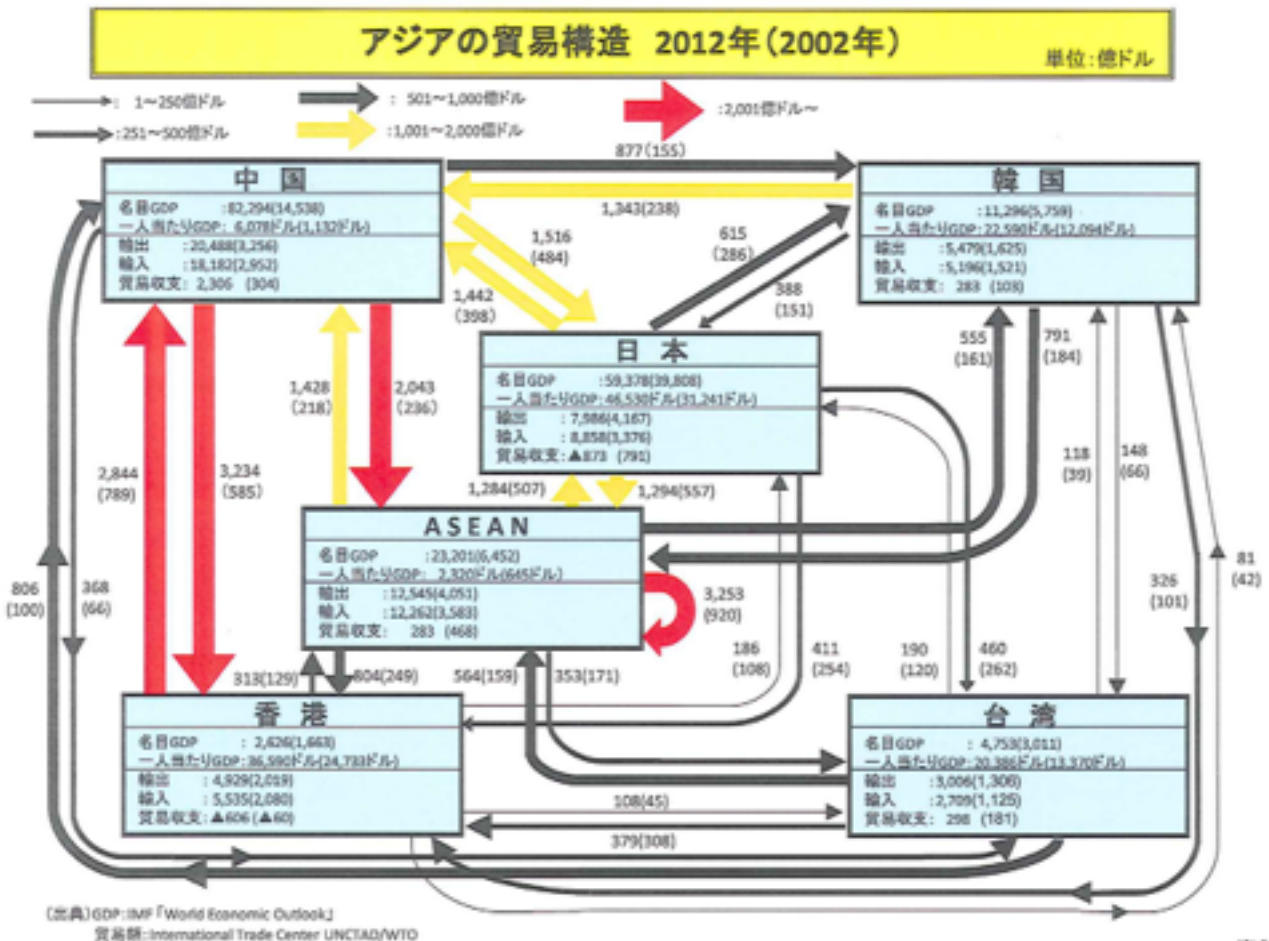 アジアの貿易構造 2012年(2002年)
単位:億ドル
: 1~250億ドル
: 501~1,000億ドル
:2,001億ドル~
:251~500億ドル
:1,001~2,000億ドル
877(155)
中 国
名目GDP :82,294(14,538)
一人当たりGDP: 6,078ドル(1,132ドル)
輸出 :20,488(3,256)
輸入 :18,182(2,952)
貿易収支: 2,306 (304)
1,343(238)
韓 国
名目GDP :11,296(5,759)
一人当たりGDP:22,590ドル(12,094ドル)
輸出 :5,479(1,625)
輸入 :5,196(1,521)
貿易収支: 283 (103)
1,516
(484)
615
(286)
1,442
(398)
388
(151)
日 本
名目GDP :59,378(39,808)
一人当たりGDP:46,530ドル(31,241ドル)
輸出 :7,986(4,167)
輸入 :8,858(3,376)
貿易収支:▲873 (791)
555
(161)
791
(184)
1,428
(218)
2,043
(236)
2,844
(789)
3,234
(585)
118
(39)
148
(66)
1,284(507)
1,294(557)
ASEAN
名目GDP :23,201(6,452)
一人当たりGDP: 2,320ドル(645ドル)
輸出 :12,545(4,051)
輸入 :12,262(3,583)
貿易収支: 283 (468)
3,253
(920)
806
(100)
368
(66)
81
(42)
326
(101)
186
(108)
411
(254)
190
(120)
460
(262)
313(129)
804(249)
564(159)
353(171)
香 港
名目GDP : 2,626(1,663)
一人当たりGDP:36,590ドル(24,733ドル)
輸出 : 4,929(2,019)
輸入 : 5,535(2,080)
貿易収支:▲606 (▲60)
台 湾
名目GDP : 4,753(3,011)
一人当たりGDP:20,386ドル(13,370ドル)
輸出 :3,006(1,306)
輸入 :2,709(1,125)
貿易収支: 298 (181)
108(45)
379(308)
(出典)GDP:IMF「World Economic Outlook」
貿易額:International Trade Center UNCTAD/WTO